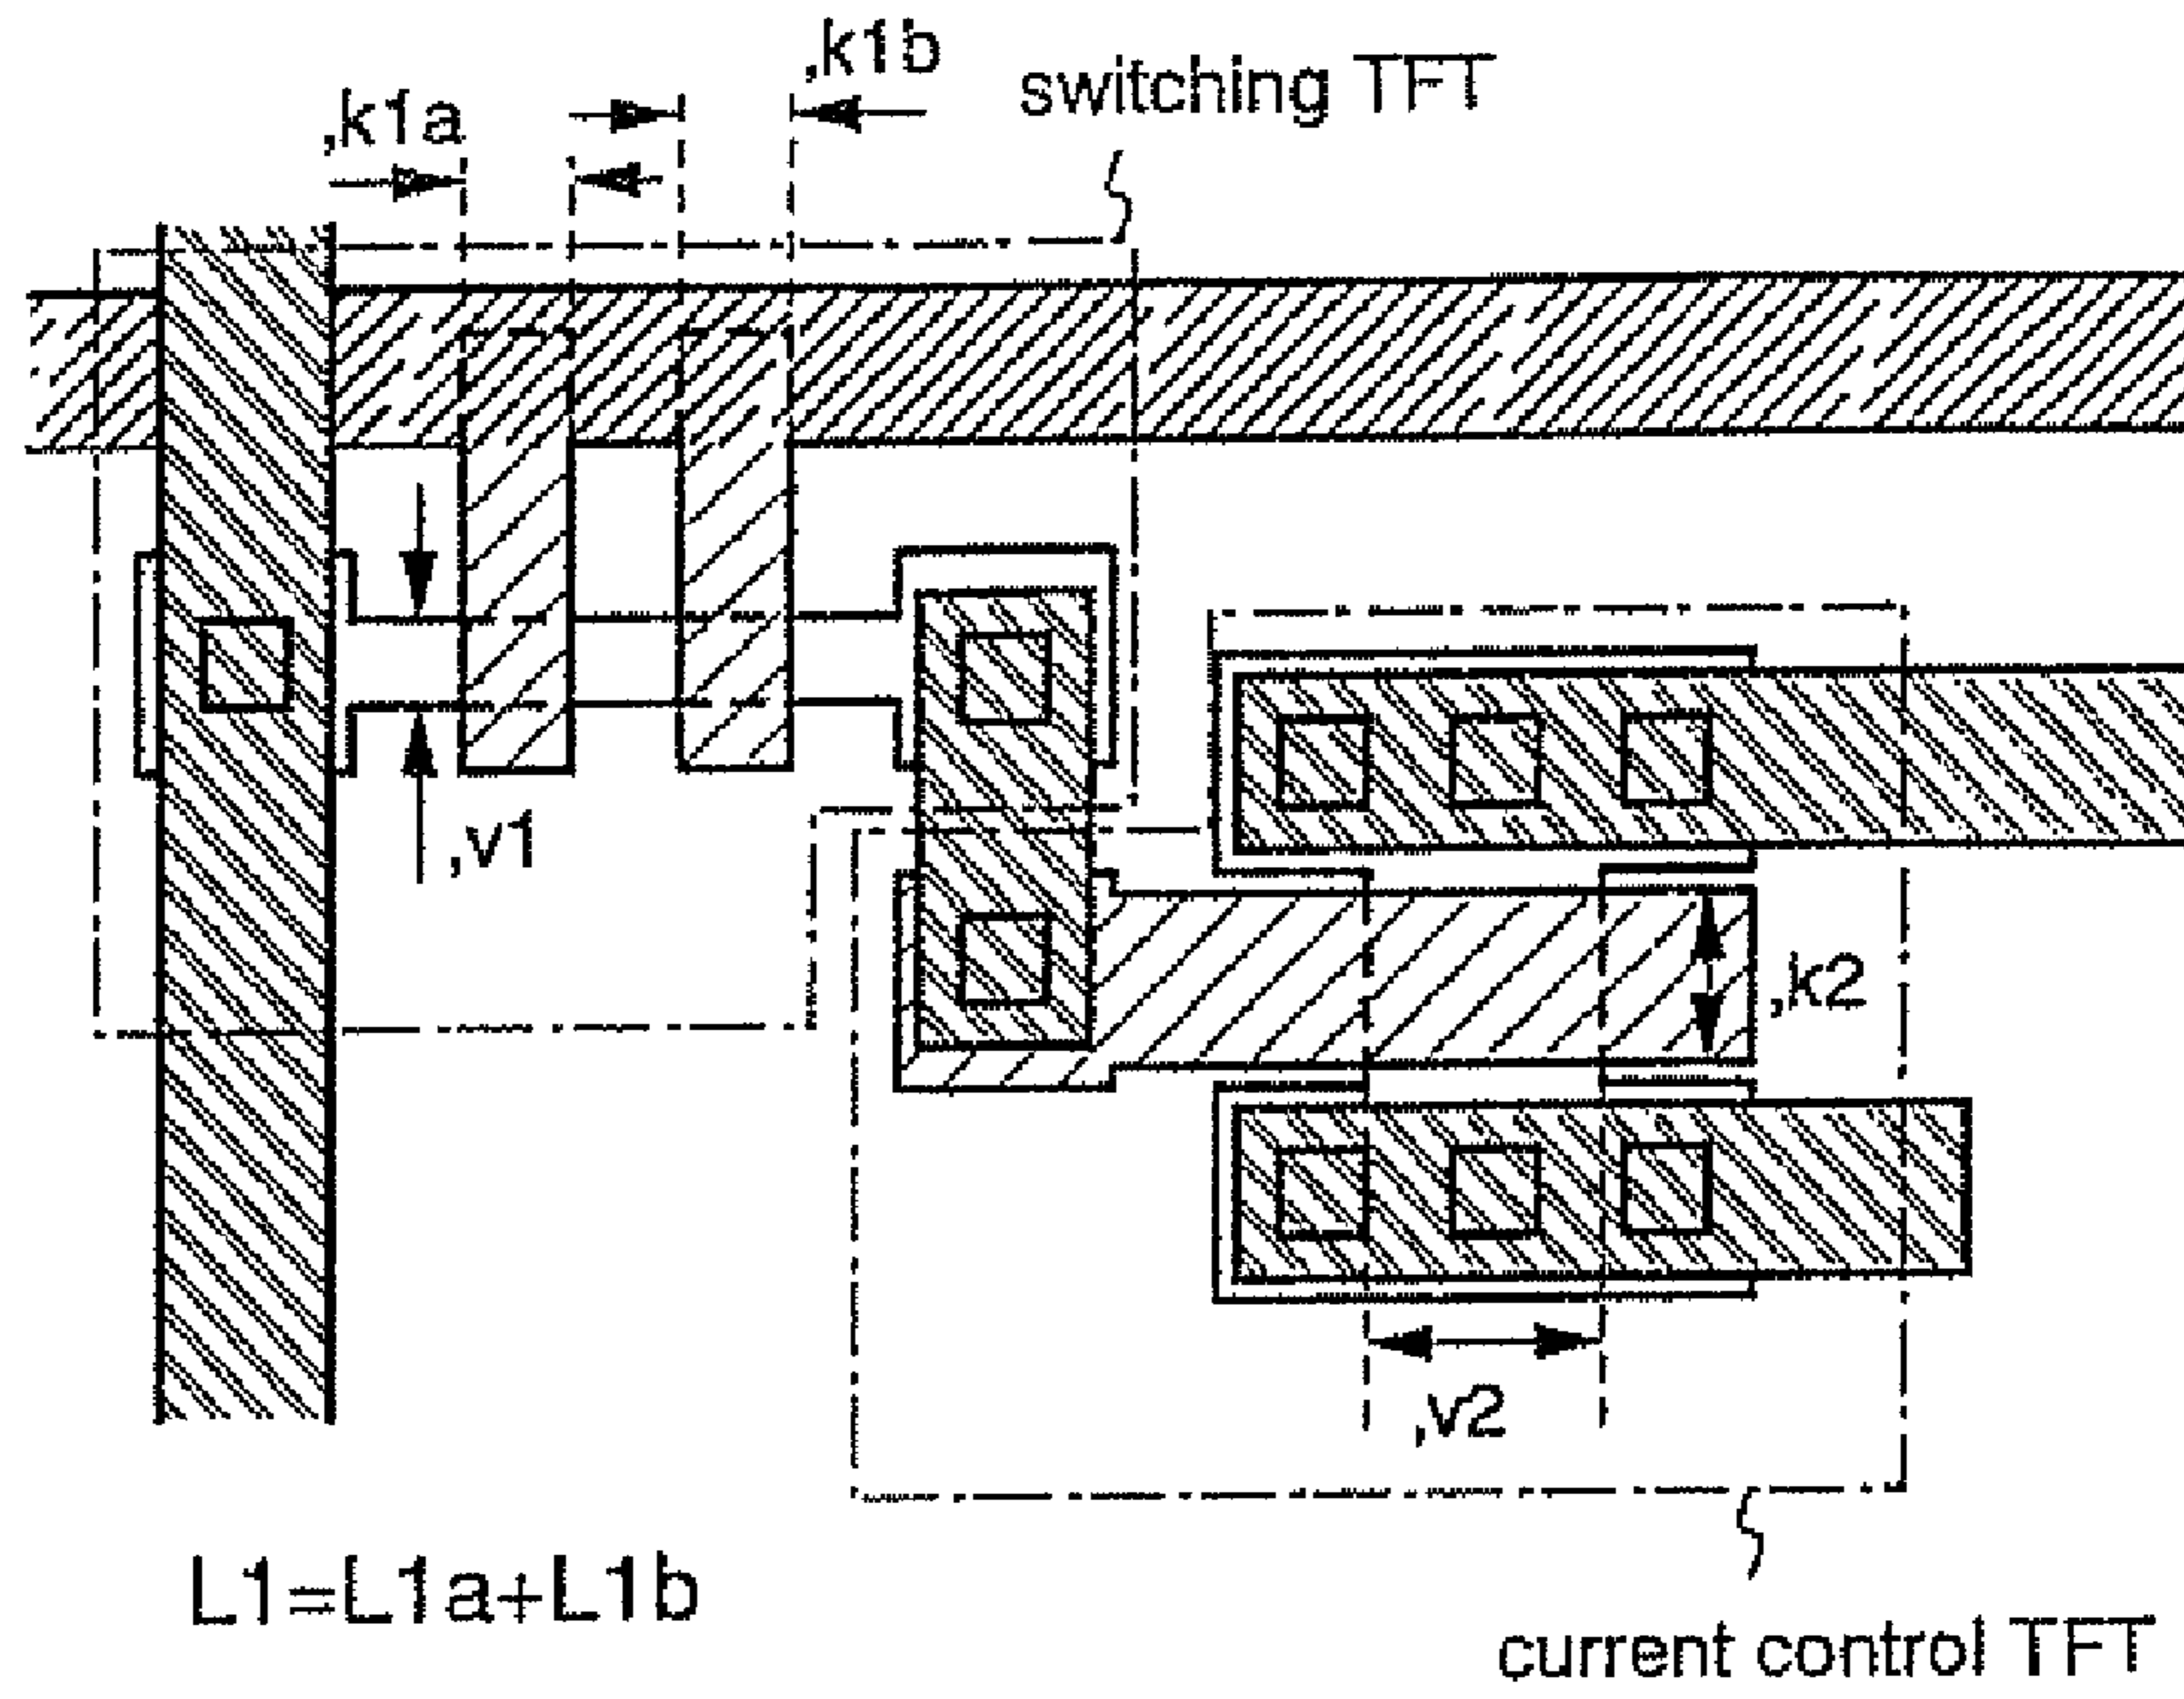 ,k1b
switching TFT
,k1a
,v1
,k2
,v2
L1=L1a+L1b
current control TFT